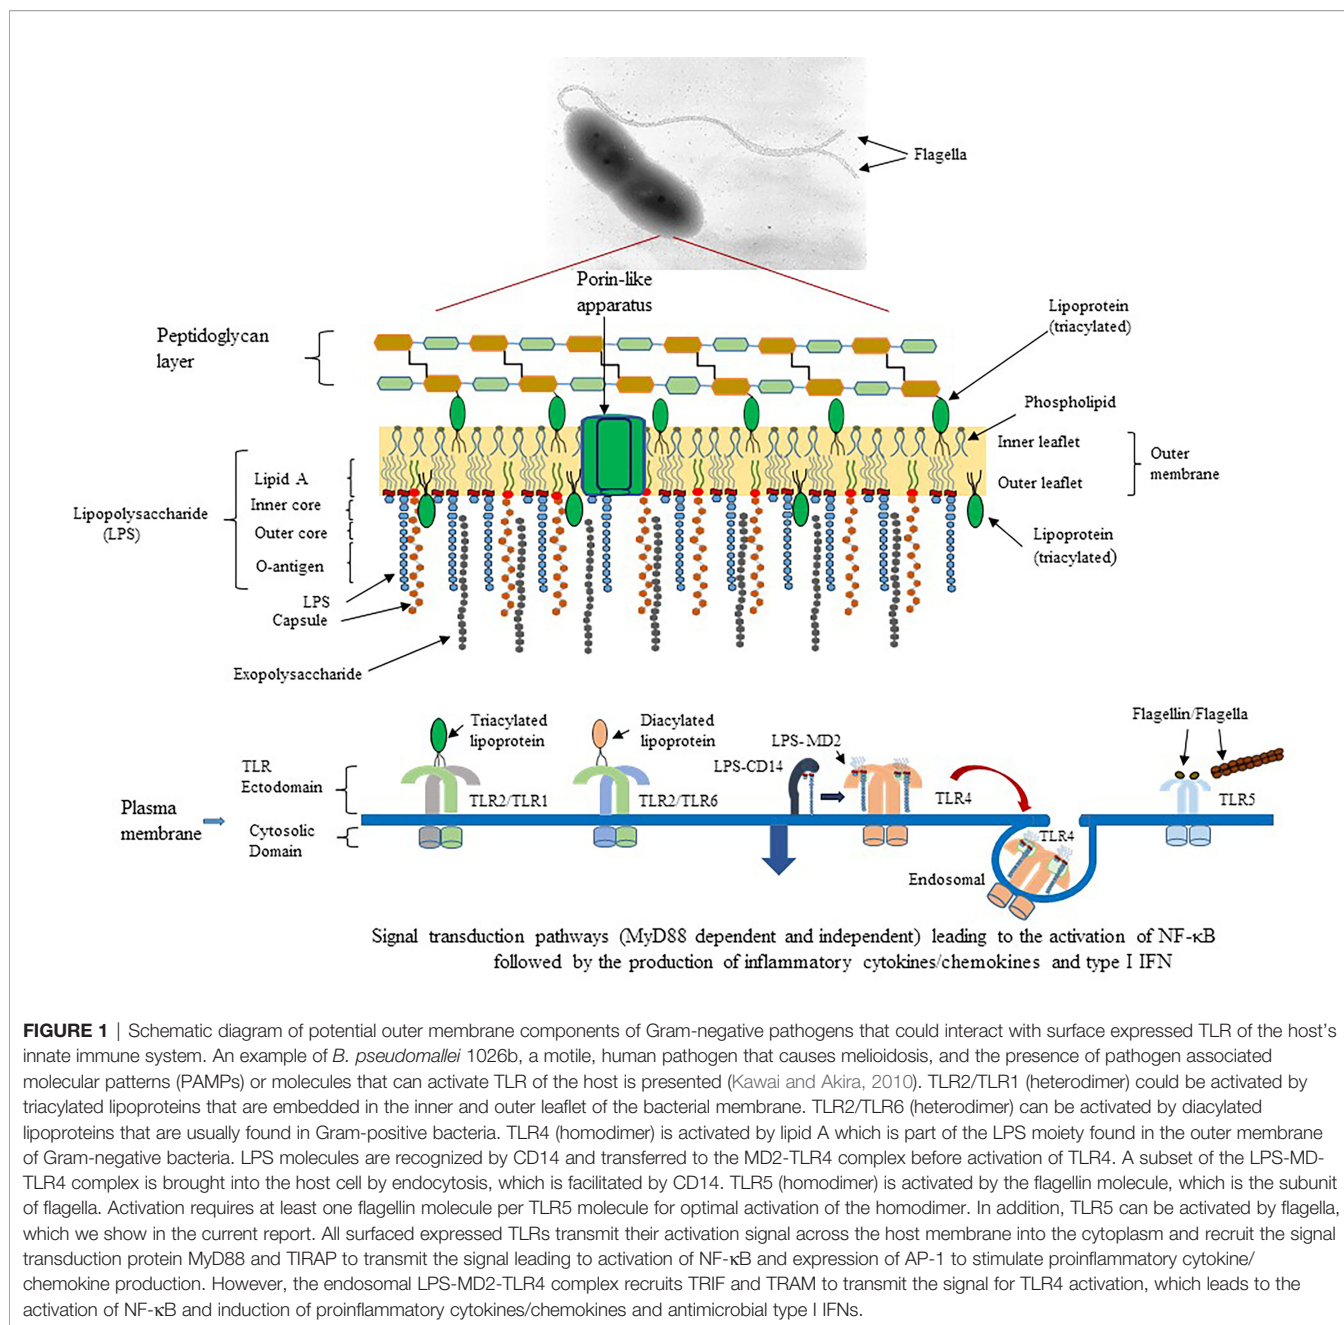 Flagella
Porin-like
apparatus
Lipoprotein
(triacylated)
Peptidoglycan
layer
Phospholipid
Inner leaflet
Outer
membrane
Outer leaflet
Lipid A
Inner core
Lipopolysaccharide
(LPS)
Outer core
O-antigen
Lipoprotein
(triacylated)
LPS
Capsule
Exopolysaccharide
Triacylated
lipoprotein
Diacylated
lipoprotein
Flagellin/Flagella
LPS-MD2
LPS-CD14
TLR
Ectodomain
TLR2/TLR1
TLR2/TLR6
TLR4
TLR5
Plasma
membrane
Cytosolic
Domain
TLR4
Endosomal
Signal transduction pathways (MyD88 dependent and independent) leading to the activation of NF-κB
followed by the production of inflammatory cytokines/chemokines and type I IFN
FIGURE 1 | Schematic diagram of potential outer membrane components of Gram-negative pathogens that could interact with surface expressed TLR of the host's
innate immune system. An example of B. pseudomallei 1026b, a motile, human pathogen that causes melioidosis, and the presence of pathogen associated
molecular patterns (PAMPs) or molecules that can activate TLR of the host is presented (Kawai and Akira, 2010). TLR2/TLR1 (heterodimer) could be activated by
triacylated lipoproteins that are embedded in the inner and outer leaflet of the bacterial membrane. TLR2/TLR6 (heterodimer) can be activated by diacylated
lipoproteins that are usually found in Gram-positive bacteria. TLR4 (homodimer) is activated by lipid A which is part of the LPS moiety found in the outer membrane
of Gram-negative bacteria. LPS molecules are recognized by CD14 and transferred to the MD2-TLR4 complex before activation of TLR4. A subset of the LPS-MD-
TLR4 complex is brought into the host cell by endocytosis, which is facilitated by CD14. TLR5 (homodimer) is activated by the flagellin molecule, which is the subunit
of flagella. Activation requires at least one flagellin molecule per TLR5 molecule for optimal activation of the homodimer. In addition, TLR5 can be activated by flagella,
which we show in the current report. All surfaced expressed TLRs transmit their activation signal across the host membrane into the cytoplasm and recruit the signal
transduction protein MyD88 and TIRAP to transmit the signal leading to activation of NF-κB and expression of AP-1 to stimulate proinflammatory cytokine/
chemokine production. However, the endosomal LPS-MD2-TLR4 complex recruits TRIF and TRAM to transmit the signal for TLR4 activation, which leads to the
activation of NF-κB and induction of proinflammatory cytokines/chemokines and antimicrobial type I IFNs.